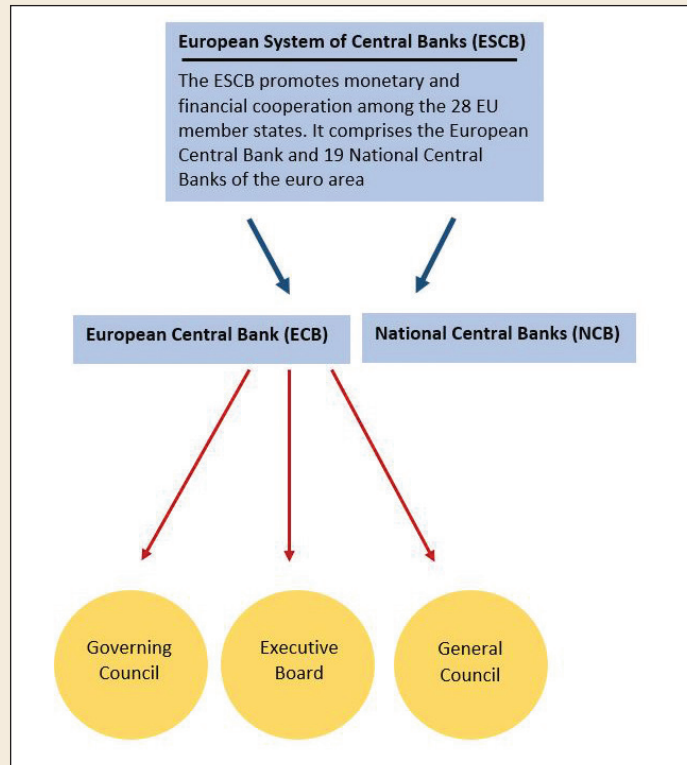 European System of Central Banks (ESCB)
The ESCB promotes monetary and
financial cooperation among the 28 EU
member states. It comprises the European
Central Bank and 19 National Central
Banks of the euro area
European Central Bank (ECB)
National Central Banks (NCB)
Governing
Council
Executive
Board
General
Council